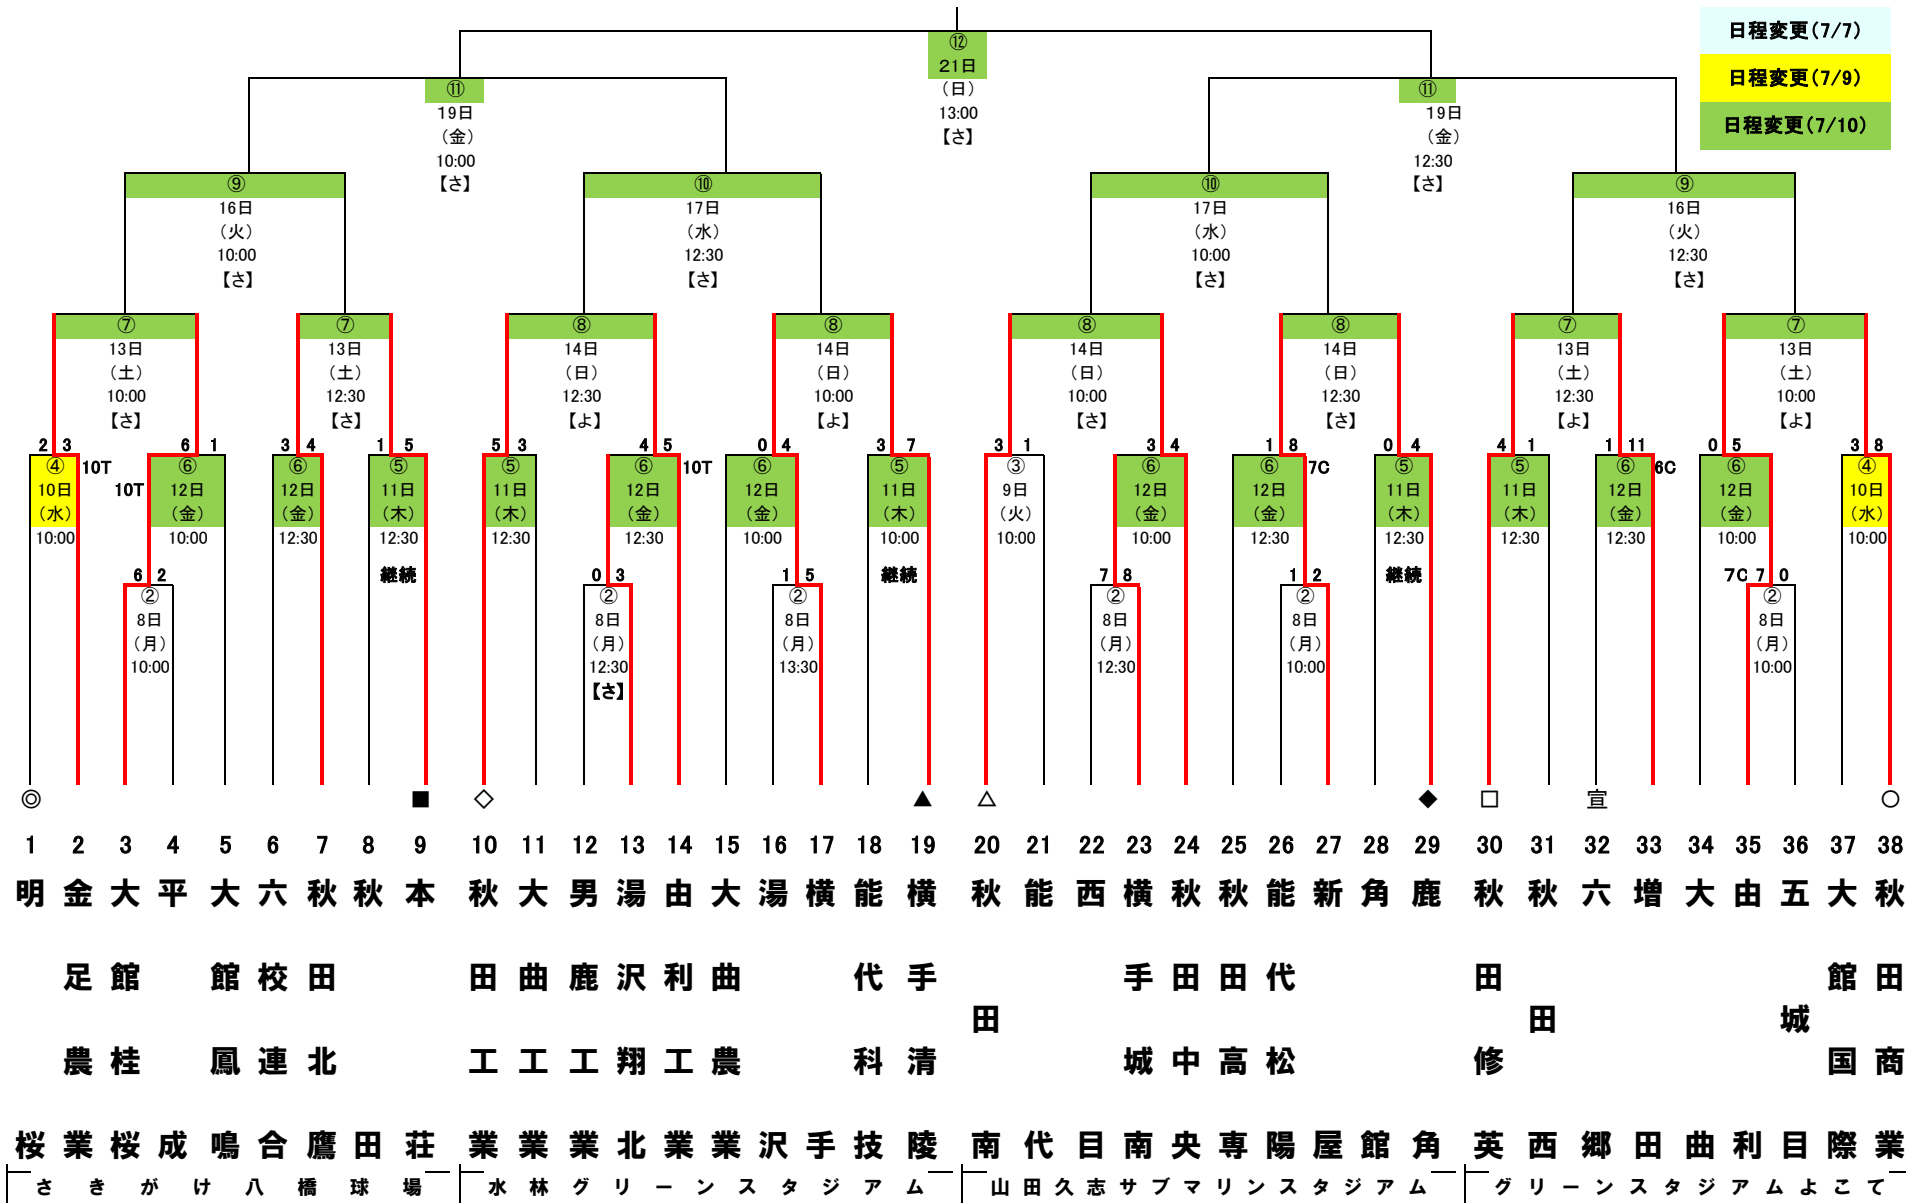 日程変更(7/7)
日程変更(7/9)
日程変更(7/10)
⑫
21日
(日)
13:00
【さ】
⑪
19日
(金)
10:00
【さ】
⑪
19日
(金)
12:30
【さ】
⑨
16日
(火)
10:00
【さ】
⑩
17日
(水)
12:30
【さ】
⑩
17日
(水)
10:00
【さ】
⑨
16日
(火)
12:30
【さ】
⑦
13日
(土)
10:00
【さ】
⑦
13日
(土)
12:30
【さ】
⑧
14日
(日)
12:30
【よ】
⑧
14日
(日)
10:00
【よ】
⑧
14日
(日)
10:00
【さ】
⑧
14日
(日)
12:30
【さ】
⑦
13日
(土)
12:30
【よ】
⑦
13日
(土)
10:00
【よ】
2 3
④ 10T
10日
(水)
10:00
6 1
10T ⑥
12日
(金)
10:00
3 4
⑥
12日
(金)
12:30
1 5
⑤
11日
(木)
12:30
継続
5 3
⑤
11日
(木)
12:30
4 5
⑥ 10T
12日
(金)
12:30
0 4
⑥
12日
(金)
10:00
3 7
⑤
11日
(木)
10:00
継続
3 1
③
9日
(火)
10:00
3 4
⑥
12日
(金)
10:00
1 8
⑥ 7C
12日
(金)
12:30
0 4
⑤
11日
(木)
12:30
継続
4 1
⑤
11日
(木)
12:30
1 11
⑥ 6C
12日
(金)
12:30
0 5
⑥
12日
(金)
10:00
3 8
④
10日
(水)
10:00
6 2
②
8日
(月)
10:00
0 3
②
8日
(月)
12:30
【さ】
1 5
②
8日
(月)
13:30
7 8
②
8日
(月)
12:30
1 2
②
8日
(月)
10:00
7C 7 0
②
8日
(月)
10:00
◎ ■ ◇ ▲ △ ◆ □ 宣 ○
1 2 3 4 5 6 7 8 9 10 11 12 13 14 15 16 17 18 19 20 21 22 23 24 25 26 27 28 29 30 31 32 33 34 35 36 37 38
明桜
金足農業
大館桂桜
平成
大館鳳鳴
六校連合
秋田北鷹
秋田
本荘
秋田工業
大曲工業
男鹿工業
湯沢翔北
由利工業
大曲農業
湯沢
横手
能代科技
横手清陵
秋田南
能代
西目
横手城南
秋田中央
秋田高専
能代松陽
新屋
角館
鹿角
秋田修英
秋田西
六郷
増田
大曲
由利
五城目
大館国際
秋田商業
さきがけ八橋球場
水林グリーンスタジアム
山田久志サブマリンスタジアム
グリーンスタジアムよこて